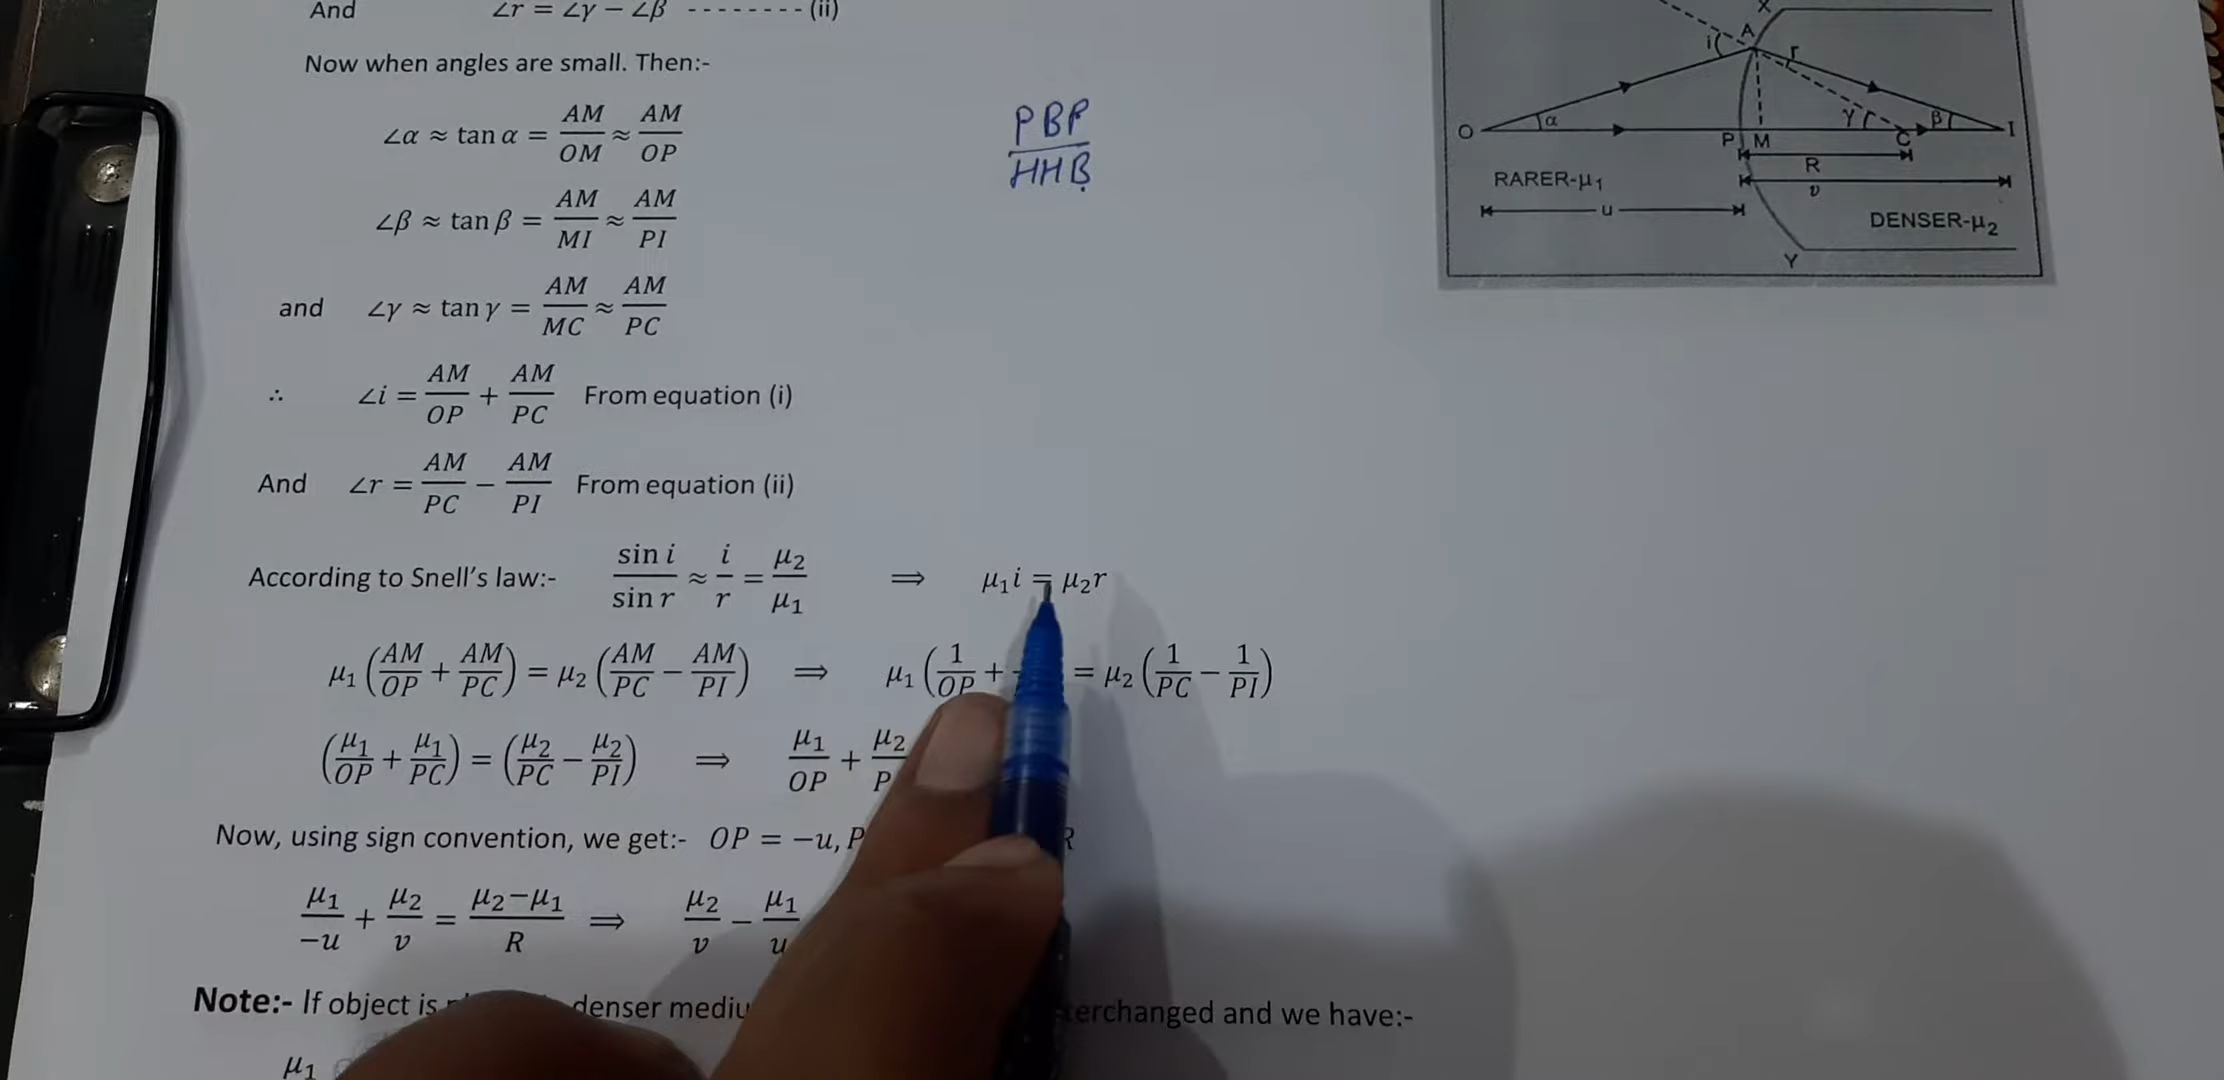 And ∠r = ∠γ − ∠β -------- (ii)
Now when angles are small. Then:-
∠α ≈ tan α = AM/OM ≈ AM/OP
∠β ≈ tan β = AM/MI ≈ AM/PI
and ∠γ ≈ tan γ = AM/MC ≈ AM/PC
∴ ∠i = AM/OP + AM/PC From equation (i)
And ∠r = AM/PC − AM/PI From equation (ii)
According to Snell's law:- sin i/sin r ≈ i/r = μ₂/μ₁ ⟹ μ₁i = μ₂r
μ₁(AM/OP + AM/PC) = μ₂(AM/PC − AM/PI) ⟹ μ₁(1/OP + = μ₂(1/PC − 1/PI)
(μ₁/OP + μ₁/PC) = (μ₂/PC − μ₂/PI) ⟹ μ₁/OP + μ₂/P
Now, using sign convention, we get:- OP = −u, P R
μ₁/−u + μ₂/v = μ₂−μ₁/R ⟹ μ₂/v − μ₁/u
Note:- If object is denser terchanged and we have:-
μ₁
PBP
HHB
X
i A r
O α P M γ C β I
R
RARER-μ₁ v
u
DENSER-μ₂
Y